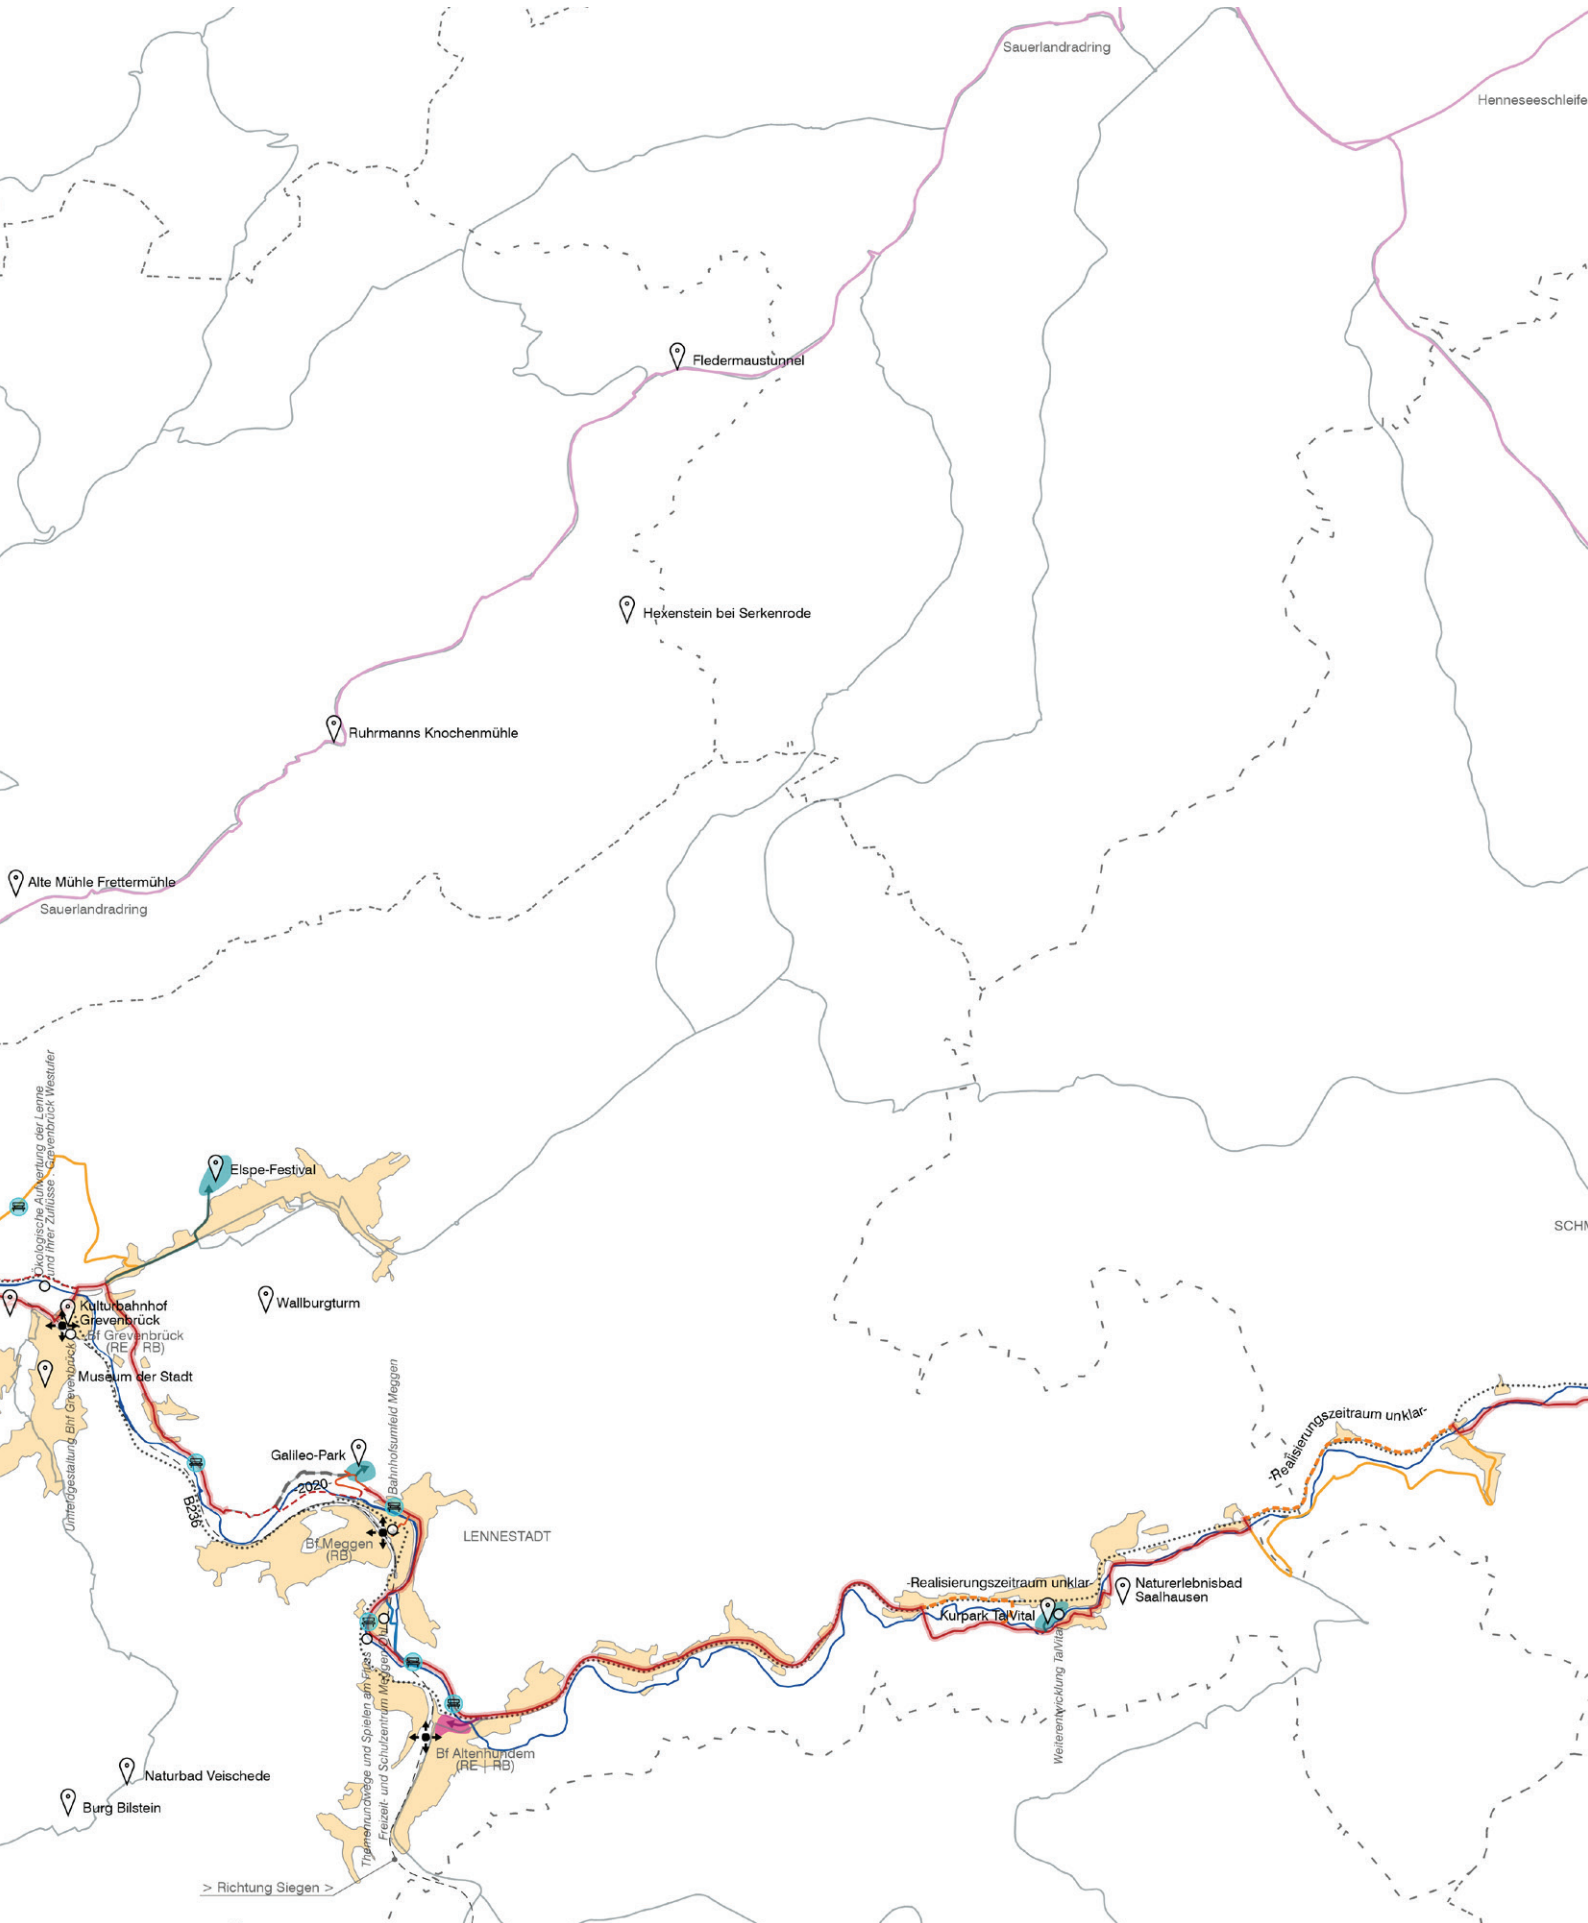 Sauerlandradring
Henneseeschleife
Fledermaustunnel
Hexenstein bei Serkenrode
Ruhrmanns Knochenmühle
Alte Mühle Frettermühle
Sauerlandradring
Ökologische Aufwertung der Lenne
und ihrer Zuflüsse - Grevenbrück Westufer
Elspe-Festival
SCHM
Wallburgturm
Kulturbahnhof
Grevenbrück
Bf Grevenbrück
(RE | RB)
Museum der Stadt
Umfeldgestaltung Bhf Grevenbrück
Bahnhofsumfeld Meggen
Galileo-Park
-2020-
B236
Bf Meggen
(RB)
LENNESTADT
-Realisierungszeitraum unklar-
-Realisierungszeitraum unklar-
Naturerlebnisbad
Saalhausen
Kurpark TalVital
Weiterentwicklung TalVital
Themenrundwege und Spielen am Fluss
Freizeit- und Schulzentrum Meggen
Bf Altenhundem
(RE | RB)
Naturbad Veischede
Burg Bilstein
> Richtung Siegen >